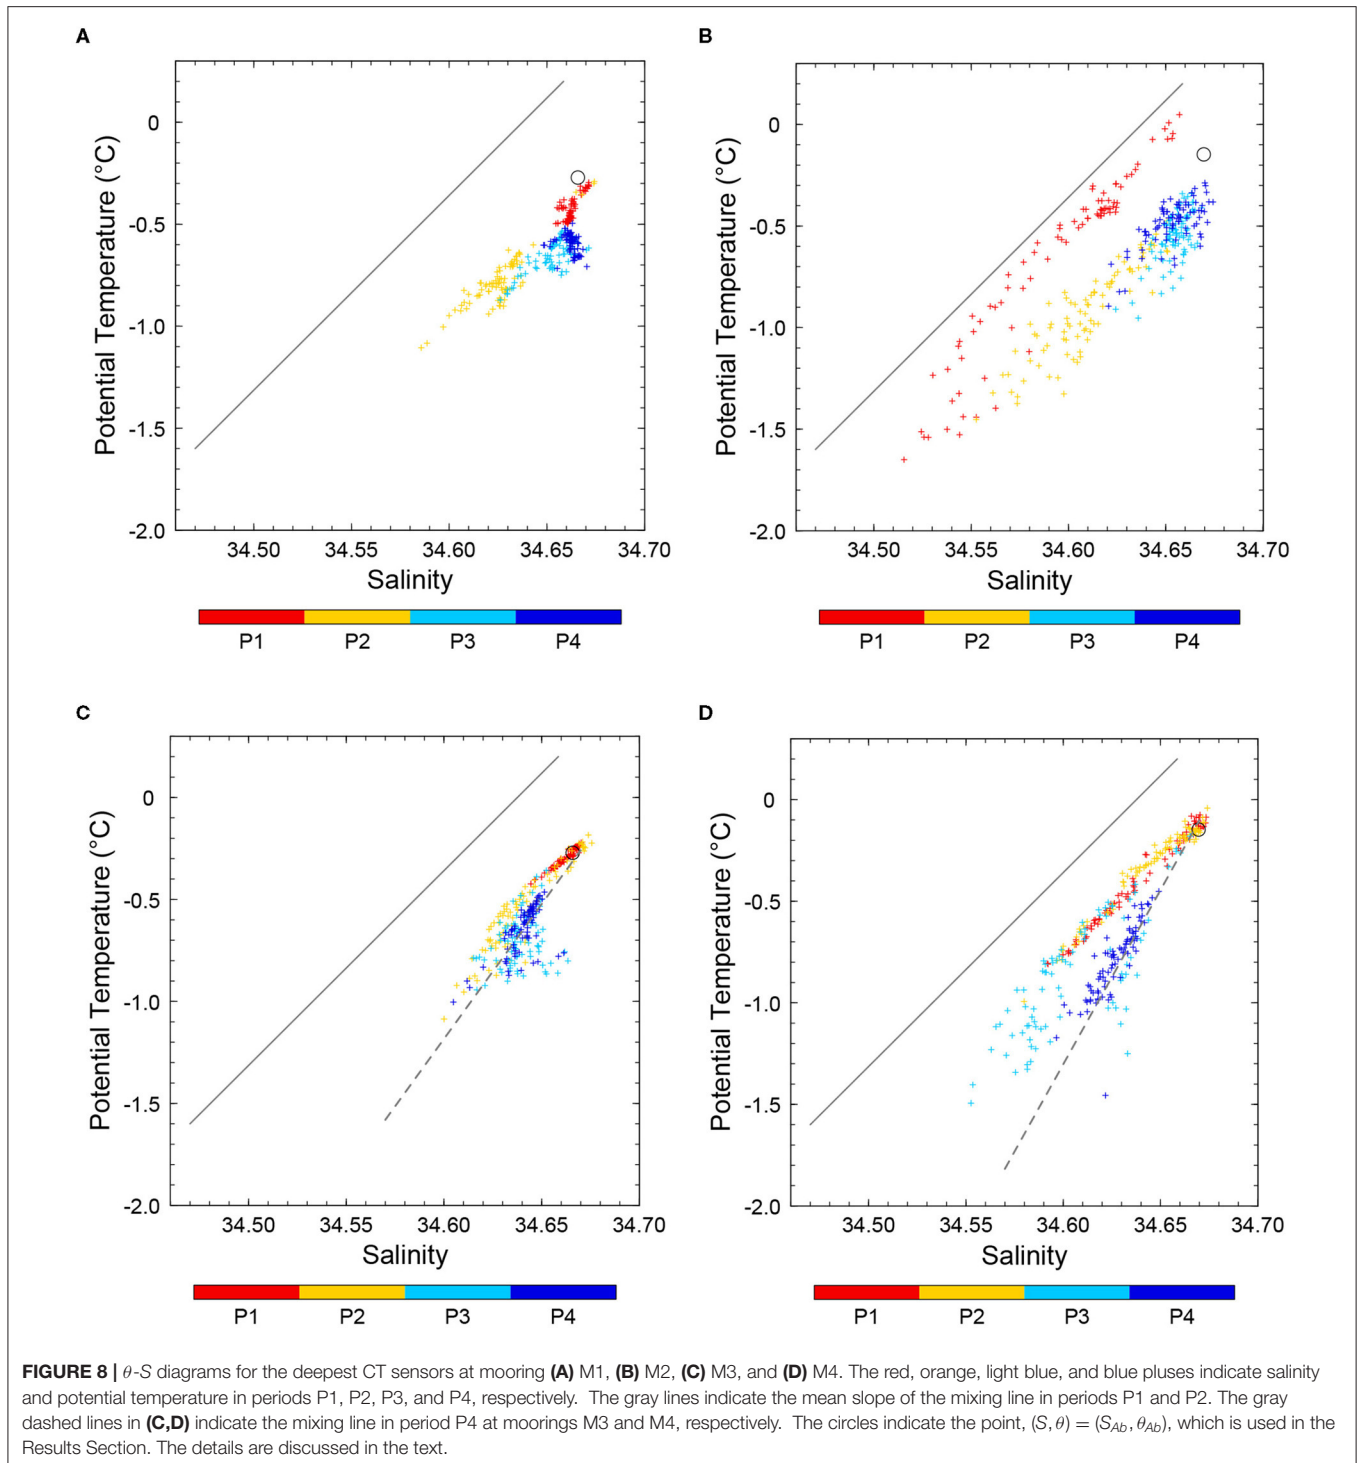 A
0
-0.5
-1.0
-1.5
-2.0
Potential Temperature (°C)
34.50 34.55 34.60 34.65 34.70
Salinity
P1 P2 P3 P4
B
0
-0.5
-1.0
-1.5
-2.0
Potential Temperature (°C)
34.50 34.55 34.60 34.65 34.70
Salinity
P1 P2 P3 P4
C
0
-0.5
-1.0
-1.5
-2.0
Potential Temperature (°C)
34.50 34.55 34.60 34.65 34.70
Salinity
P1 P2 P3 P4
D
0
-0.5
-1.0
-1.5
-2.0
Potential Temperature (°C)
34.50 34.55 34.60 34.65 34.70
Salinity
P1 P2 P3 P4
FIGURE 8 | θ-S diagrams for the deepest CT sensors at mooring (A) M1, (B) M2, (C) M3, and (D) M4. The red, orange, light blue, and blue pluses indicate salinity
and potential temperature in periods P1, P2, P3, and P4, respectively. The gray lines indicate the mean slope of the mixing line in periods P1 and P2. The gray
dashed lines in (C,D) indicate the mixing line in period P4 at moorings M3 and M4, respectively. The circles indicate the point, (S, θ) = (S_Ab, θ_Ab), which is used in the
Results Section. The details are discussed in the text.